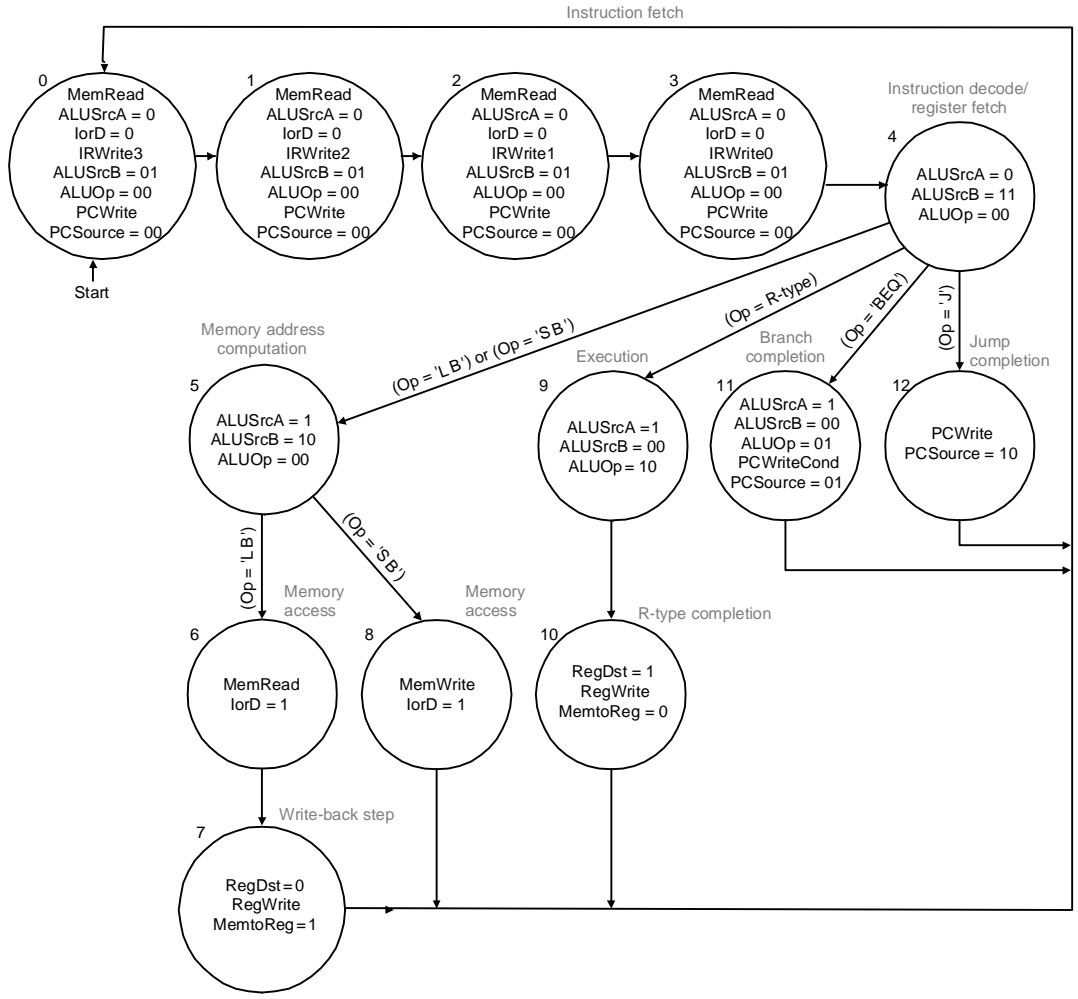 Instruction fetch
0
MemRead
ALUSrcA = 0
IorD = 0
IRWrite3
ALUSrcB = 01
ALUOp = 00
PCWrite
PCSource = 00
Start
1
MemRead
ALUSrcA = 0
IorD = 0
IRWrite2
ALUSrcB = 01
ALUOp = 00
PCWrite
PCSource = 00
2
MemRead
ALUSrcA = 0
IorD = 0
IRWrite1
ALUSrcB = 01
ALUOp = 00
PCWrite
PCSource = 00
3
MemRead
ALUSrcA = 0
IorD = 0
IRWrite0
ALUSrcB = 01
ALUOp = 00
PCWrite
PCSource = 00
Instruction decode/
register fetch
4
ALUSrcA = 0
ALUSrcB = 11
ALUOp = 00
(Op = 'LB') or (Op = 'SB')
(Op = R-type)
(Op = 'BEQ')
(Op = 'J')
Memory address
computation
5
ALUSrcA = 1
ALUSrcB = 10
ALUOp = 00
Execution
9
ALUSrcA =1
ALUSrcB = 00
ALUOp = 10
Branch
completion
11
ALUSrcA = 1
ALUSrcB = 00
ALUOp = 01
PCWriteCond
PCSource = 01
Jump
completion
12
PCWrite
PCSource = 10
(Op = 'LB')
(Op = 'SB')
Memory
access
6
MemRead
IorD = 1
Memory
access
8
MemWrite
IorD = 1
R-type completion
10
RegDst = 1
RegWrite
MemtoReg = 0
Write-back step
7
RegDst=0
RegWrite
MemtoReg=1